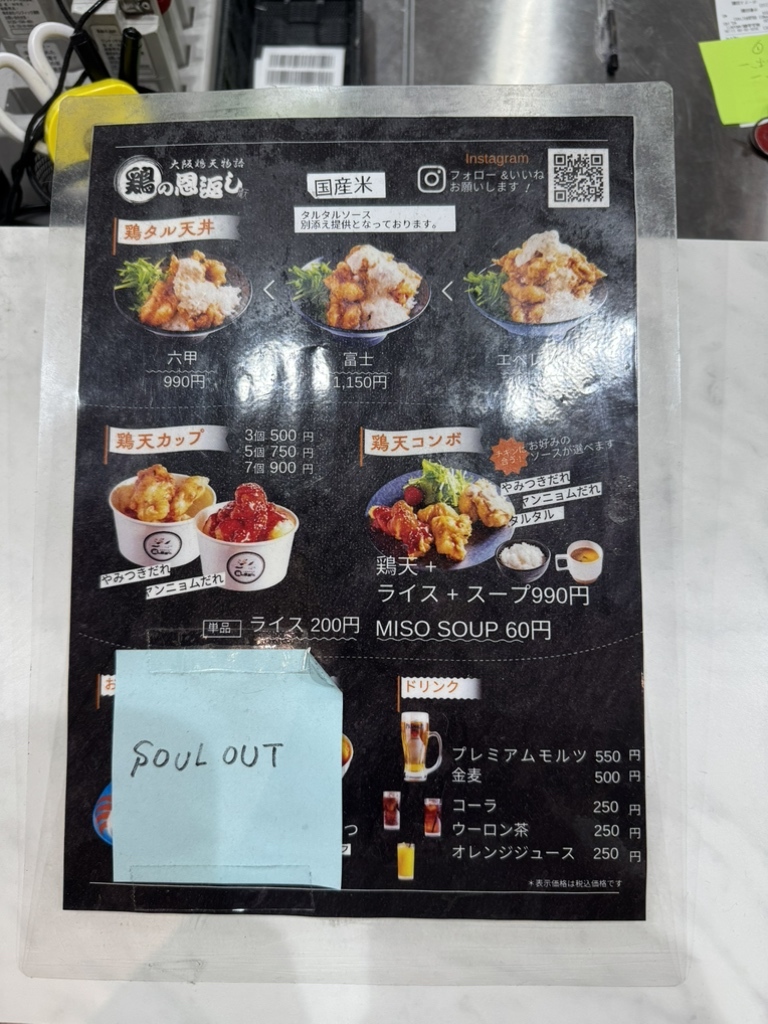 大阪鶏天物語
鶏の恩返し
国産米
Instagram
フォロー &いいね
お願いします！
タルタルソース
別添え提供となっております。
鶏タル天丼
< <
六甲
990円
富士
1,150円
エベレ
鶏天カップ
3個 500 円
5個 750 円
7個 900 円
やみつきだれ
ヤンニョムだれ
鶏天コンボ
お好みの
ソースが選べます
やみつきだれ
ヤンニョムだれ
タルタル
鶏天 +
ライス + スープ990円
単品 ライス 200円
MISO SOUP 60円
お
SOUL OUT
つ
ドリンク
プレミアムモルツ 550 円
金麦 500 円
コーラ 250 円
ウーロン茶 250 円
オレンジジュース 250 円
＊表示価格は税込価格です